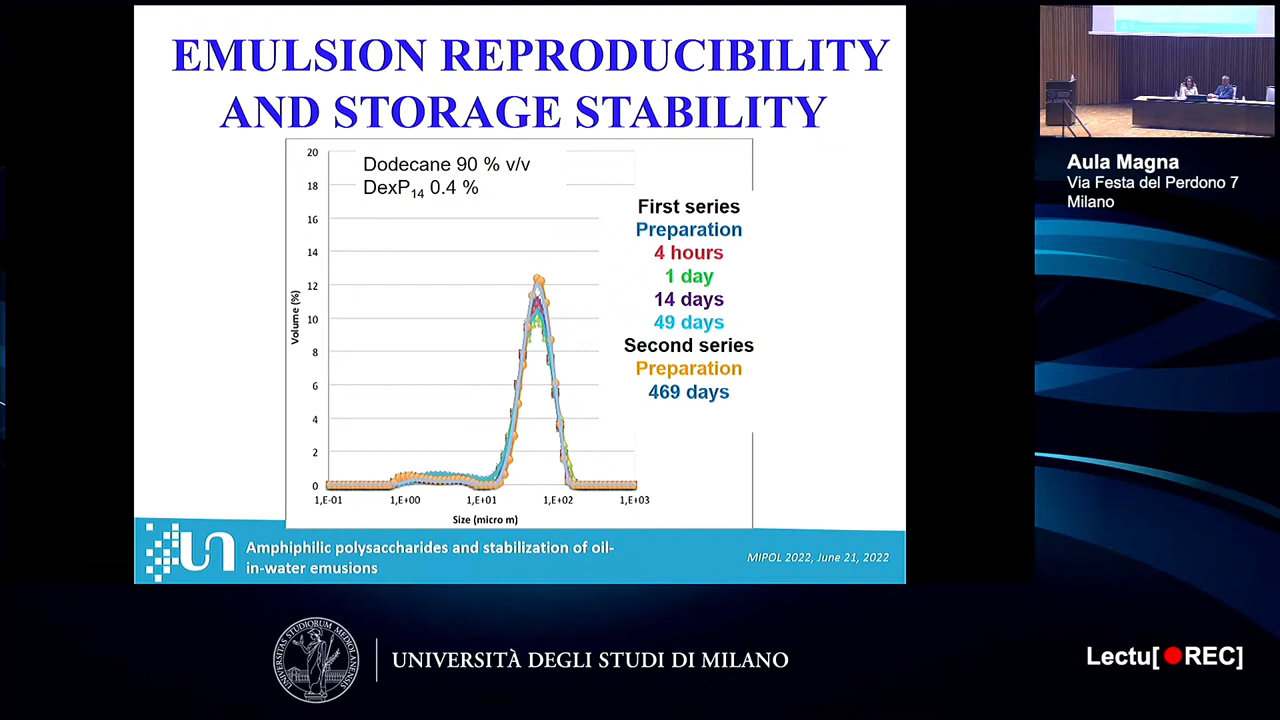 EMULSION REPRODUCIBILITY
AND STORAGE STABILITY
Dodecane 90 % v/v
DexP14 0.4 %
20
18
16
14
12
10
8
6
4
2
0
Volume (%)
1,E-01
1,E+00
1,E+01
1,E+02
1,E+03
Size (micro m)
First series
Preparation
4 hours
1 day
14 days
49 days
Second series
Preparation
469 days
UN
Amphiphilic polysaccharides and stabilization of oil-
in-water emusions
MIPOL 2022, June 21, 2022
Aula Magna
Via Festa del Perdono 7
Milano
UNIVERSITÀ DEGLI STUDI DI MILANO
Lectu[REC]